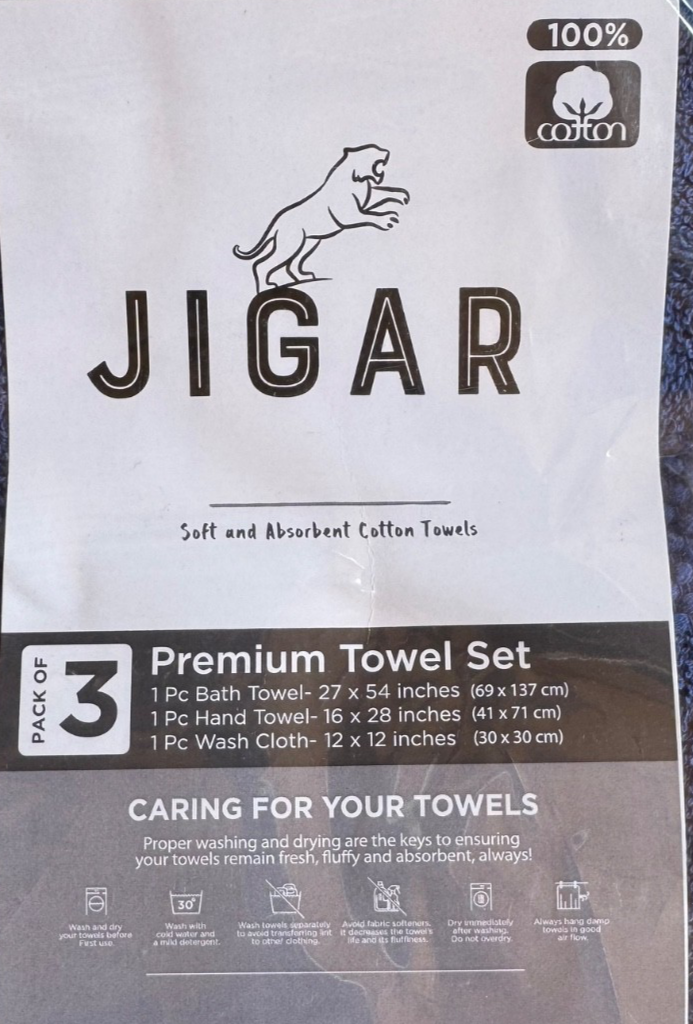 100%
cotton
JIGAR
Soft and Absorbent Cotton Towels
PACK OF
3
Premium Towel Set
1 Pc Bath Towel- 27 x 54 inches (69 x 137 cm)
1 Pc Hand Towel- 16 x 28 inches (41 x 71 cm)
1 Pc Wash Cloth- 12 x 12 inches (30 x 30 cm)
CARING FOR YOUR TOWELS
Proper washing and drying are the keys to ensuring
your towels remain fresh, fluffy and absorbent, always!
Wash and dry
your towels before
First use.
30°
Wash with
cold water and
a mild detergent.
Wash towels separately
to avoid transferring lint
to other clothing.
Avoid fabric softeners.
It decreases the towel's
life and its fluffiness.
Dry immediately
after washing.
Do not overdry.
Always hang damp
towels in good
air flow.